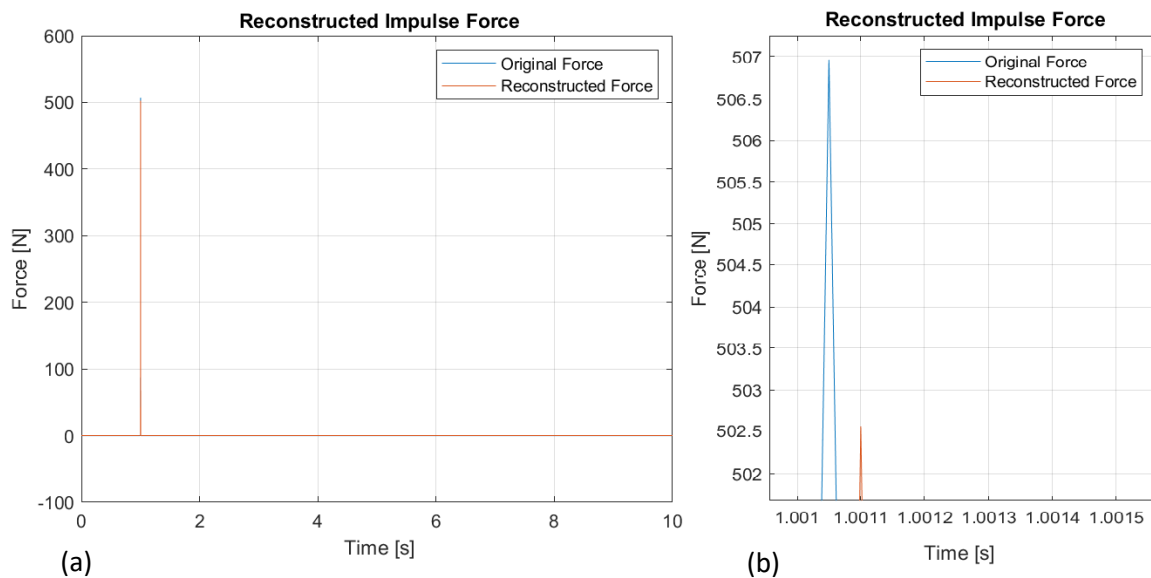 Reconstructed Impulse Force
600
500
400
300
200
100
0
-100
Force [N]
0 2 4 6 8 10
Time [s]
Original Force
Reconstructed Force
(a)
Reconstructed Impulse Force
507
506.5
506
505.5
505
504.5
504
503.5
503
502.5
502
Force [N]
1.001 1.0011 1.0012 1.0013 1.0014 1.0015
Time [s]
Original Force
Reconstructed Force
(b)